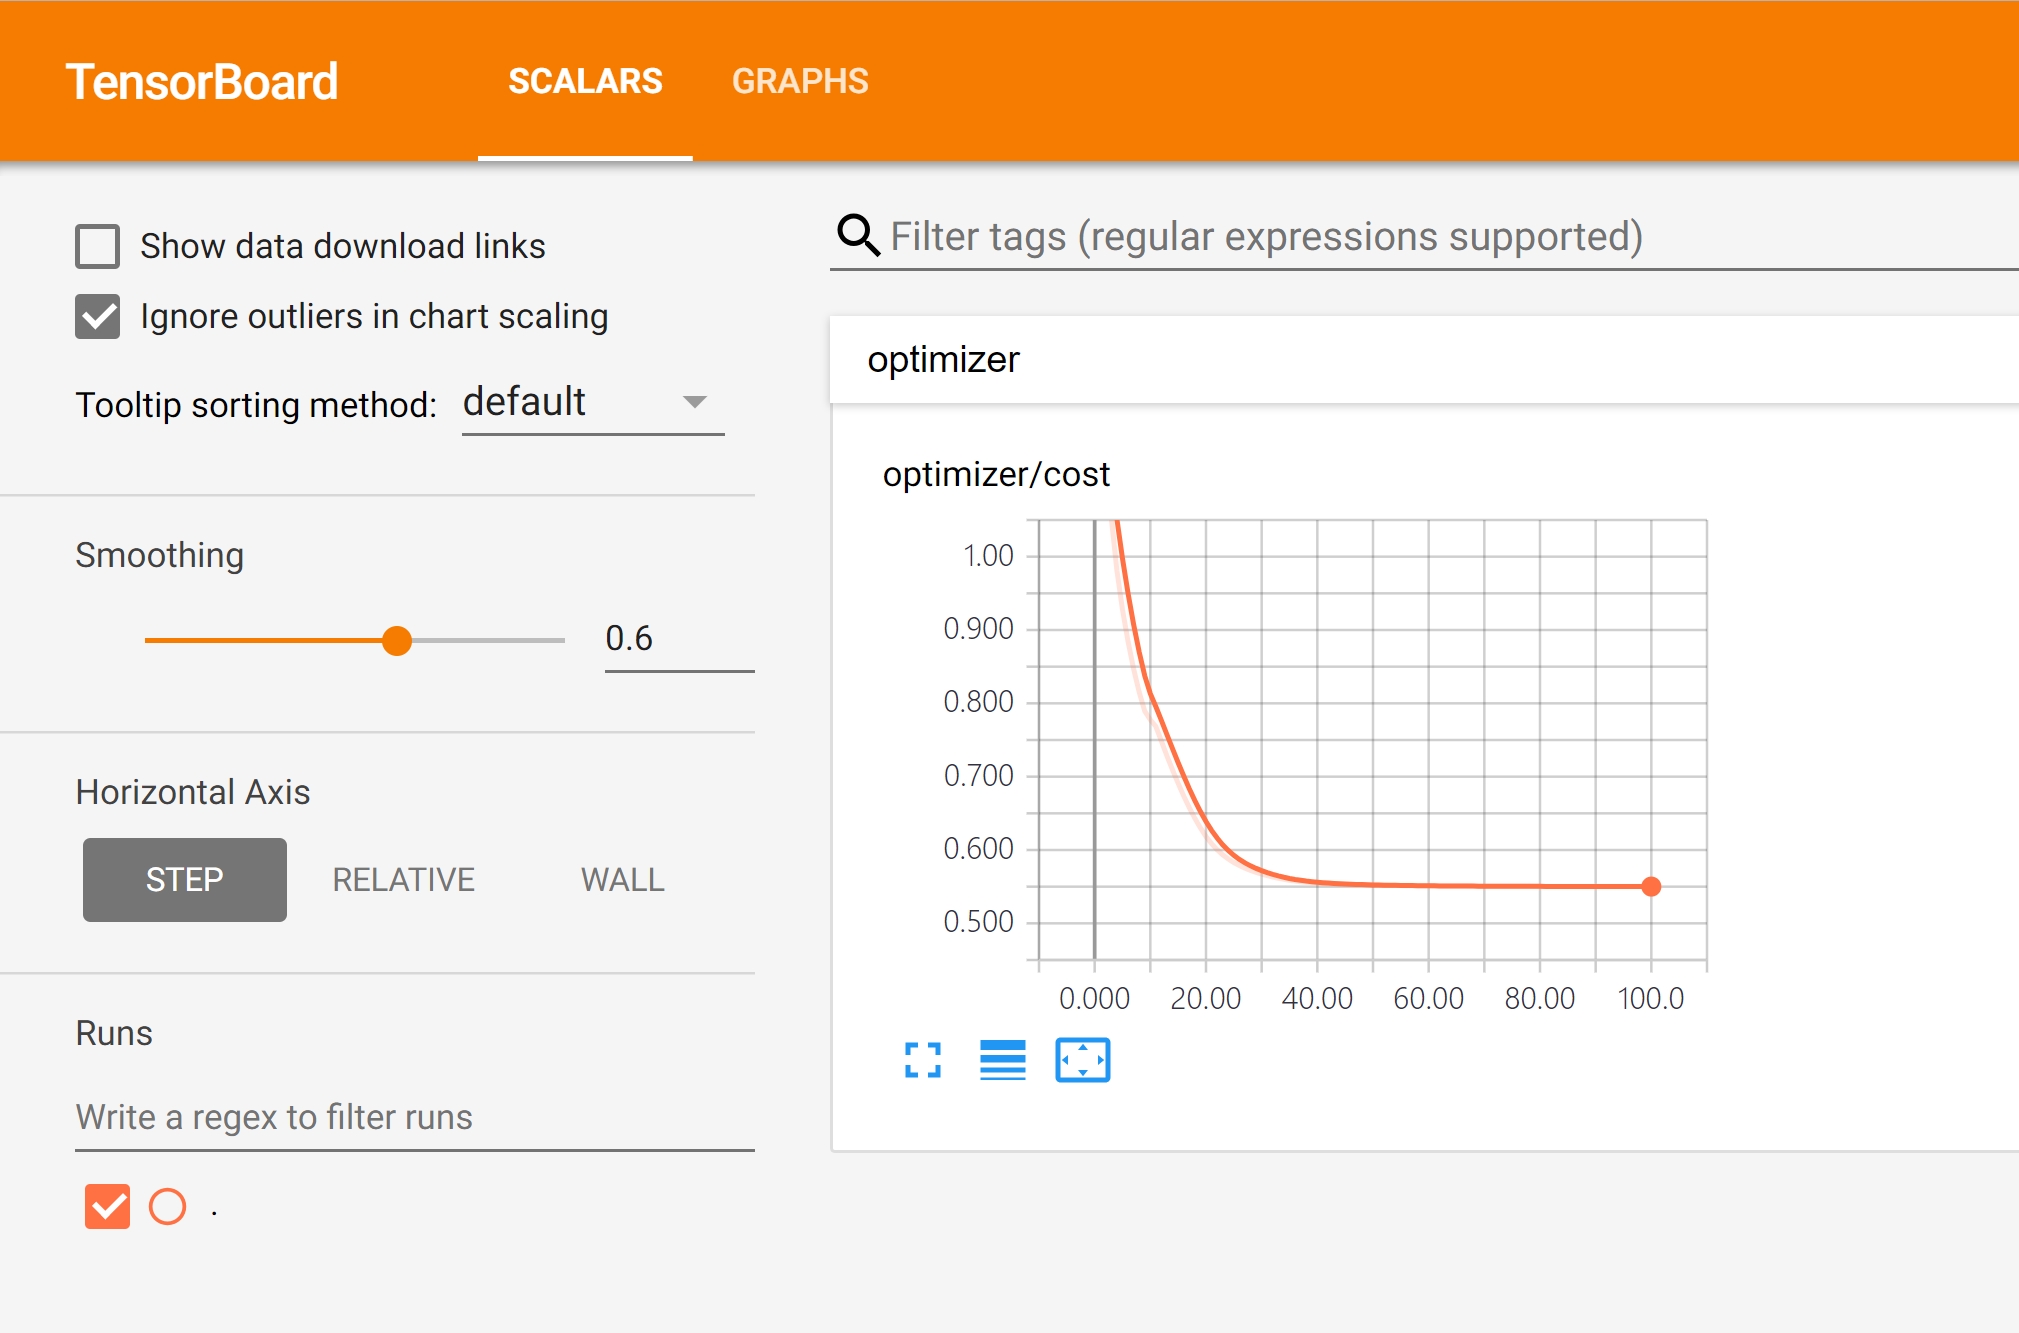 TensorBoard SCALARS GRAPHS
Show data download links
Ignore outliers in chart scaling
Tooltip sorting method: default
Smoothing
0.6
Horizontal Axis
STEP RELATIVE WALL
Runs
Write a regex to filter runs
.
Filter tags (regular expressions supported)
optimizer
optimizer/cost
1.00
0.900
0.800
0.700
0.600
0.500
0.000 20.00 40.00 60.00 80.00 100.0